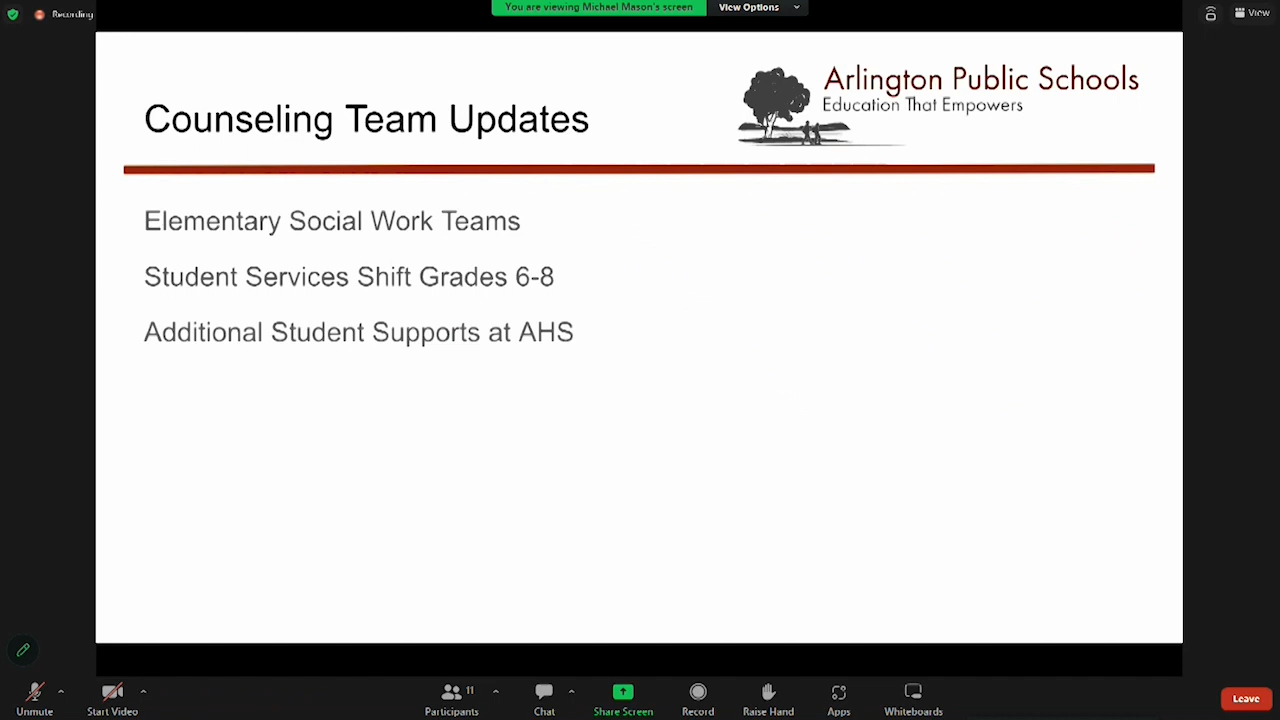 Recording
You are viewing Michael Mason's screen
View Options
View
Arlington Public Schools
Education That Empowers
Counseling Team Updates
Elementary Social Work Teams
Student Services Shift Grades 6-8
Additional Student Supports at AHS
11
Unmute
Start Video
Participants
Chat
Share Screen
Record
Raise Hand
Apps
Whiteboards
Leave